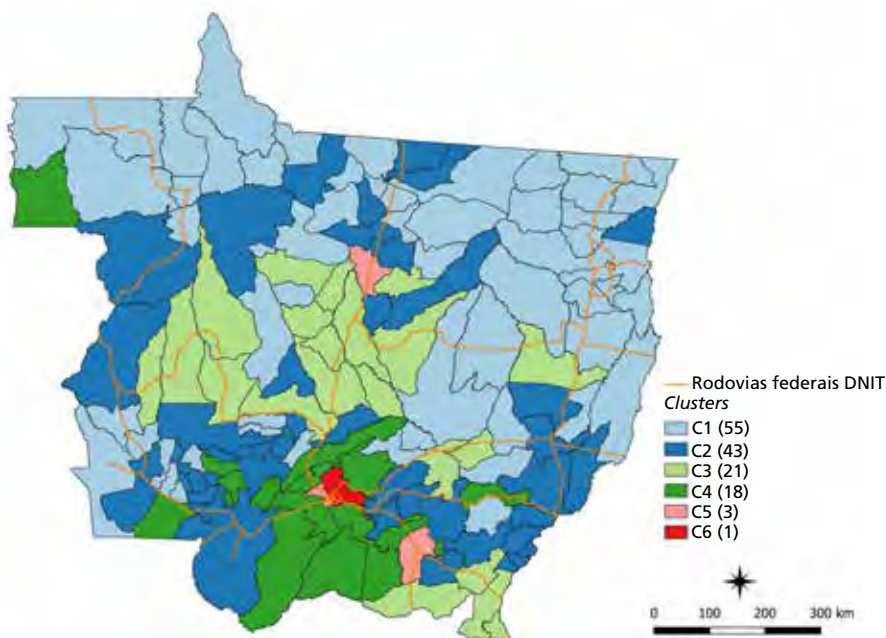 Rodovias federais DNIT
Clusters
C1 (55)
C2 (43)
C3 (21)
C4 (18)
C5 (3)
C6 (1)
0 100 200 300 km